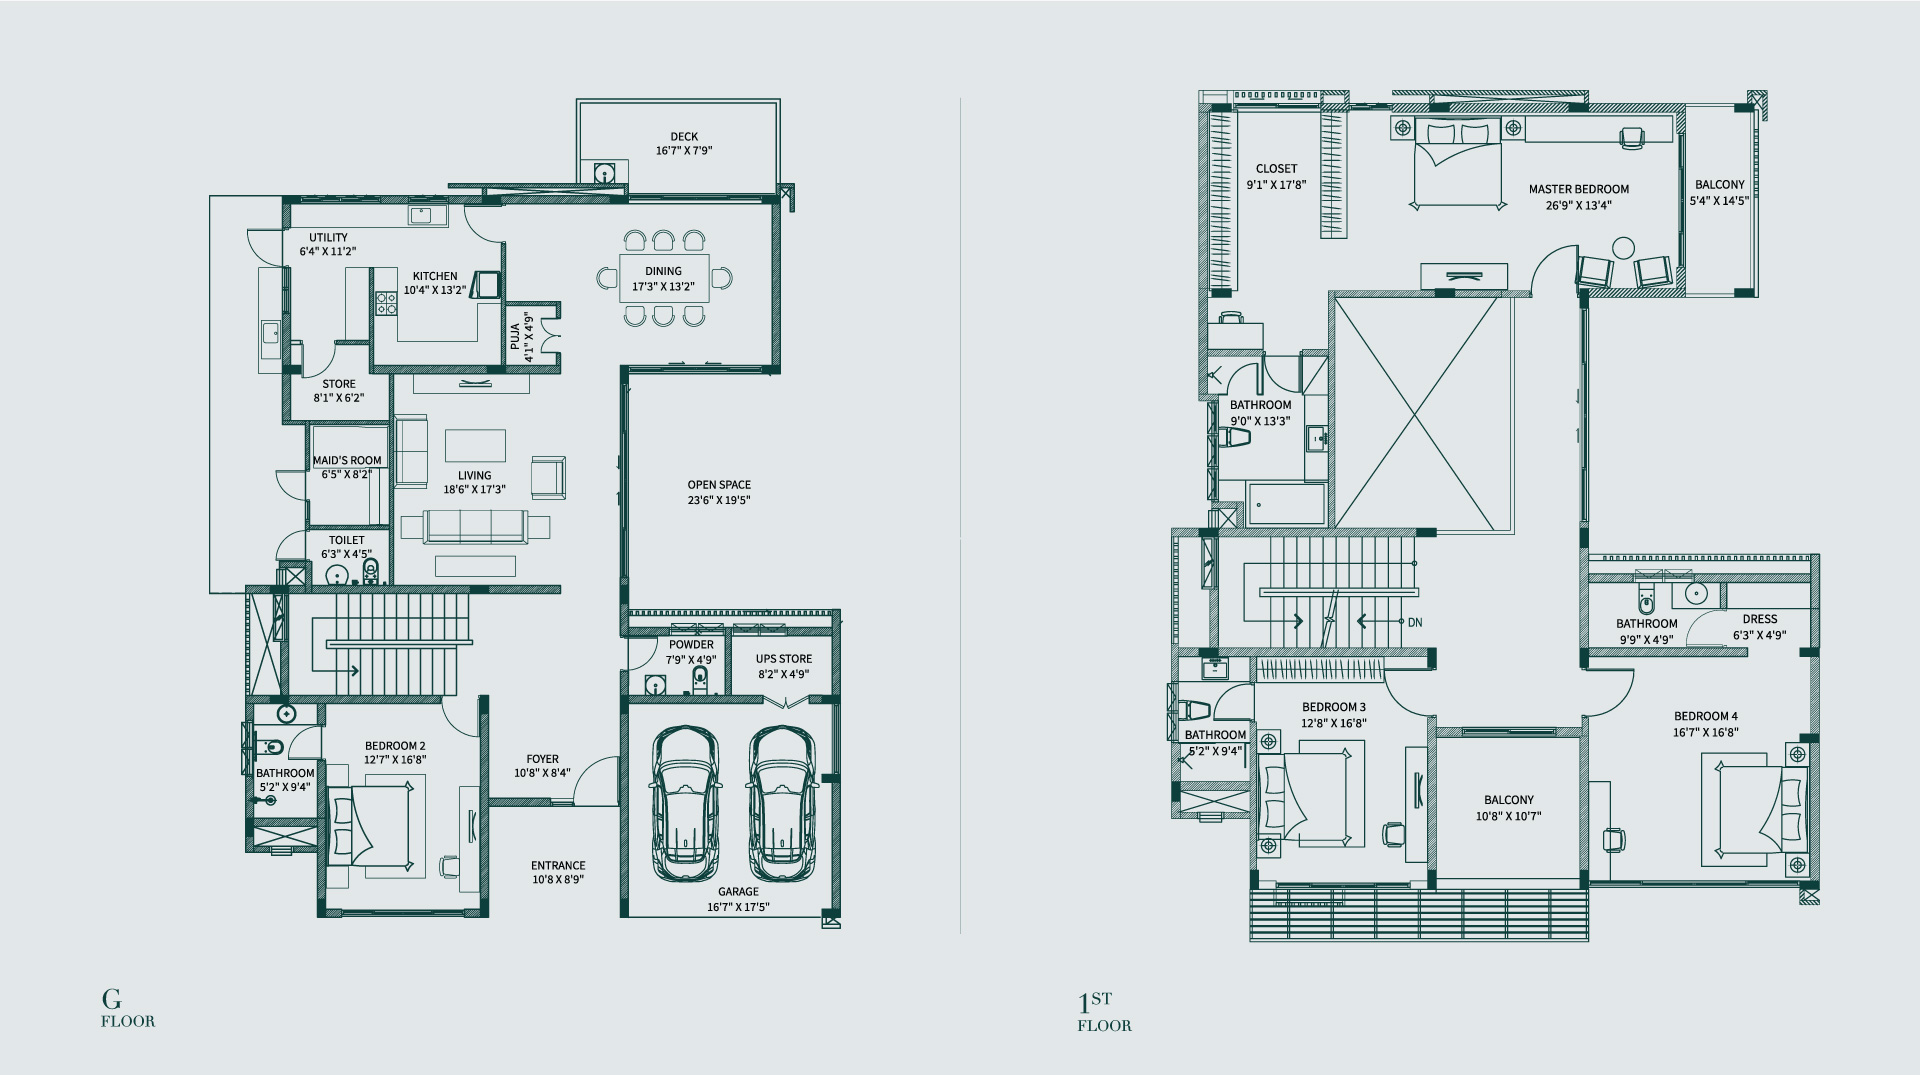 DECK
16'7" X 7'9"
UTILITY
6'4" X 11'2"
KITCHEN
10'4" X 13'2"
DINING
17'3" X 13'2"
PUJA
4'1" X 4'9"
STORE
8'1" X 6'2"
MAID'S ROOM
6'5" X 8'2"
LIVING
18'6" X 17'3"
OPEN SPACE
23'6" X 19'5"
TOILET
6'3" X 4'5"
POWDER
7'9" X 4'9"
UPS STORE
8'2" X 4'9"
BEDROOM 2
12'7" X 16'8"
FOYER
10'8" X 8'4"
BATHROOM
5'2" X 9'4"
ENTRANCE
10'8 X 8'9"
GARAGE
16'7" X 17'5"
G
FLOOR
CLOSET
9'1" X 17'8"
MASTER BEDROOM
26'9" X 13'4"
BALCONY
5'4" X 14'5"
BATHROOM
9'0" X 13'3"
DN
BATHROOM
9'9" X 4'9"
DRESS
6'3" X 4'9"
BEDROOM 3
12'8" X 16'8"
BEDROOM 4
16'7" X 16'8"
BATHROOM
5'2" X 9'4"
BALCONY
10'8" X 10'7"
1ST
FLOOR